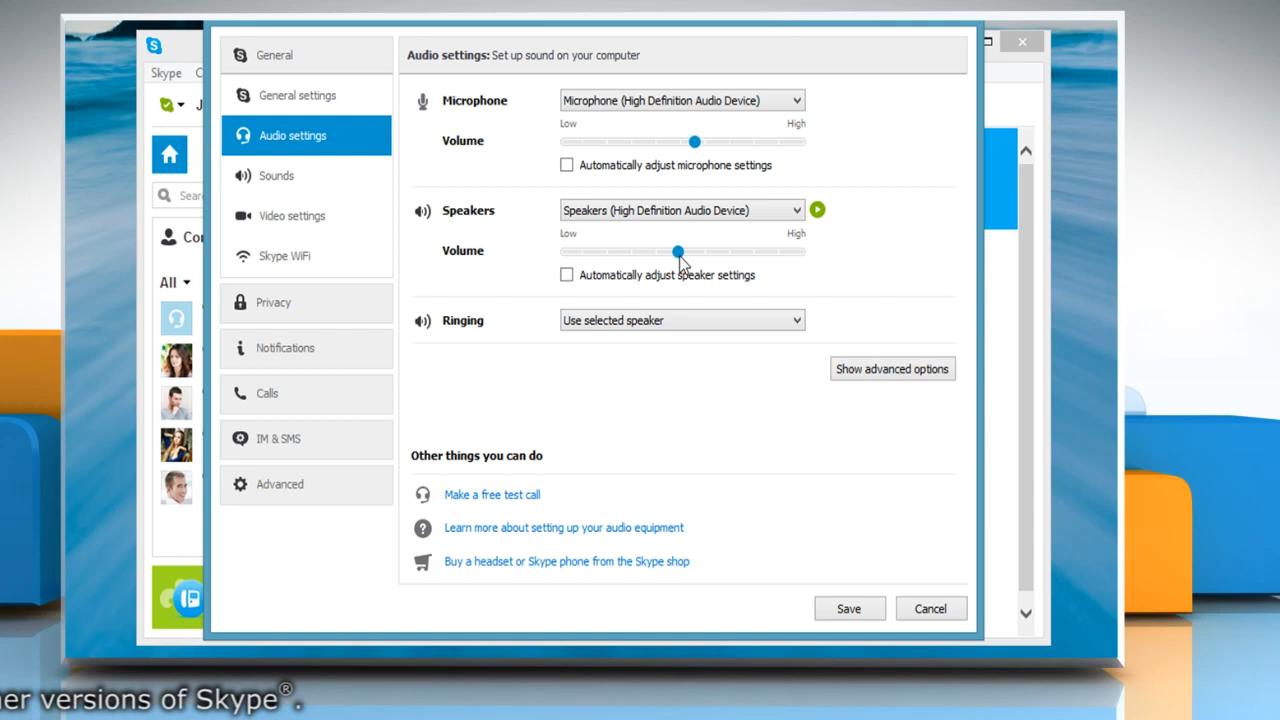 Skype
J
Sear
Co
All
General
General settings
Audio settings
Sounds
Video settings
Skype WiFi
Privacy
Notifications
Calls
IM & SMS
Advanced
Audio settings: Set up sound on your computer
Microphone
Microphone (High Definition Audio Device)
Low High
Volume
Automatically adjust microphone settings
Speakers
Speakers (High Definition Audio Device)
Low High
Volume
Automatically adjust speaker settings
Ringing
Use selected speaker
Show advanced options
Other things you can do
Make a free test call
Learn more about setting up your audio equipment
Buy a headset or Skype phone from the Skype shop
Save Cancel
er versions of Skype®.